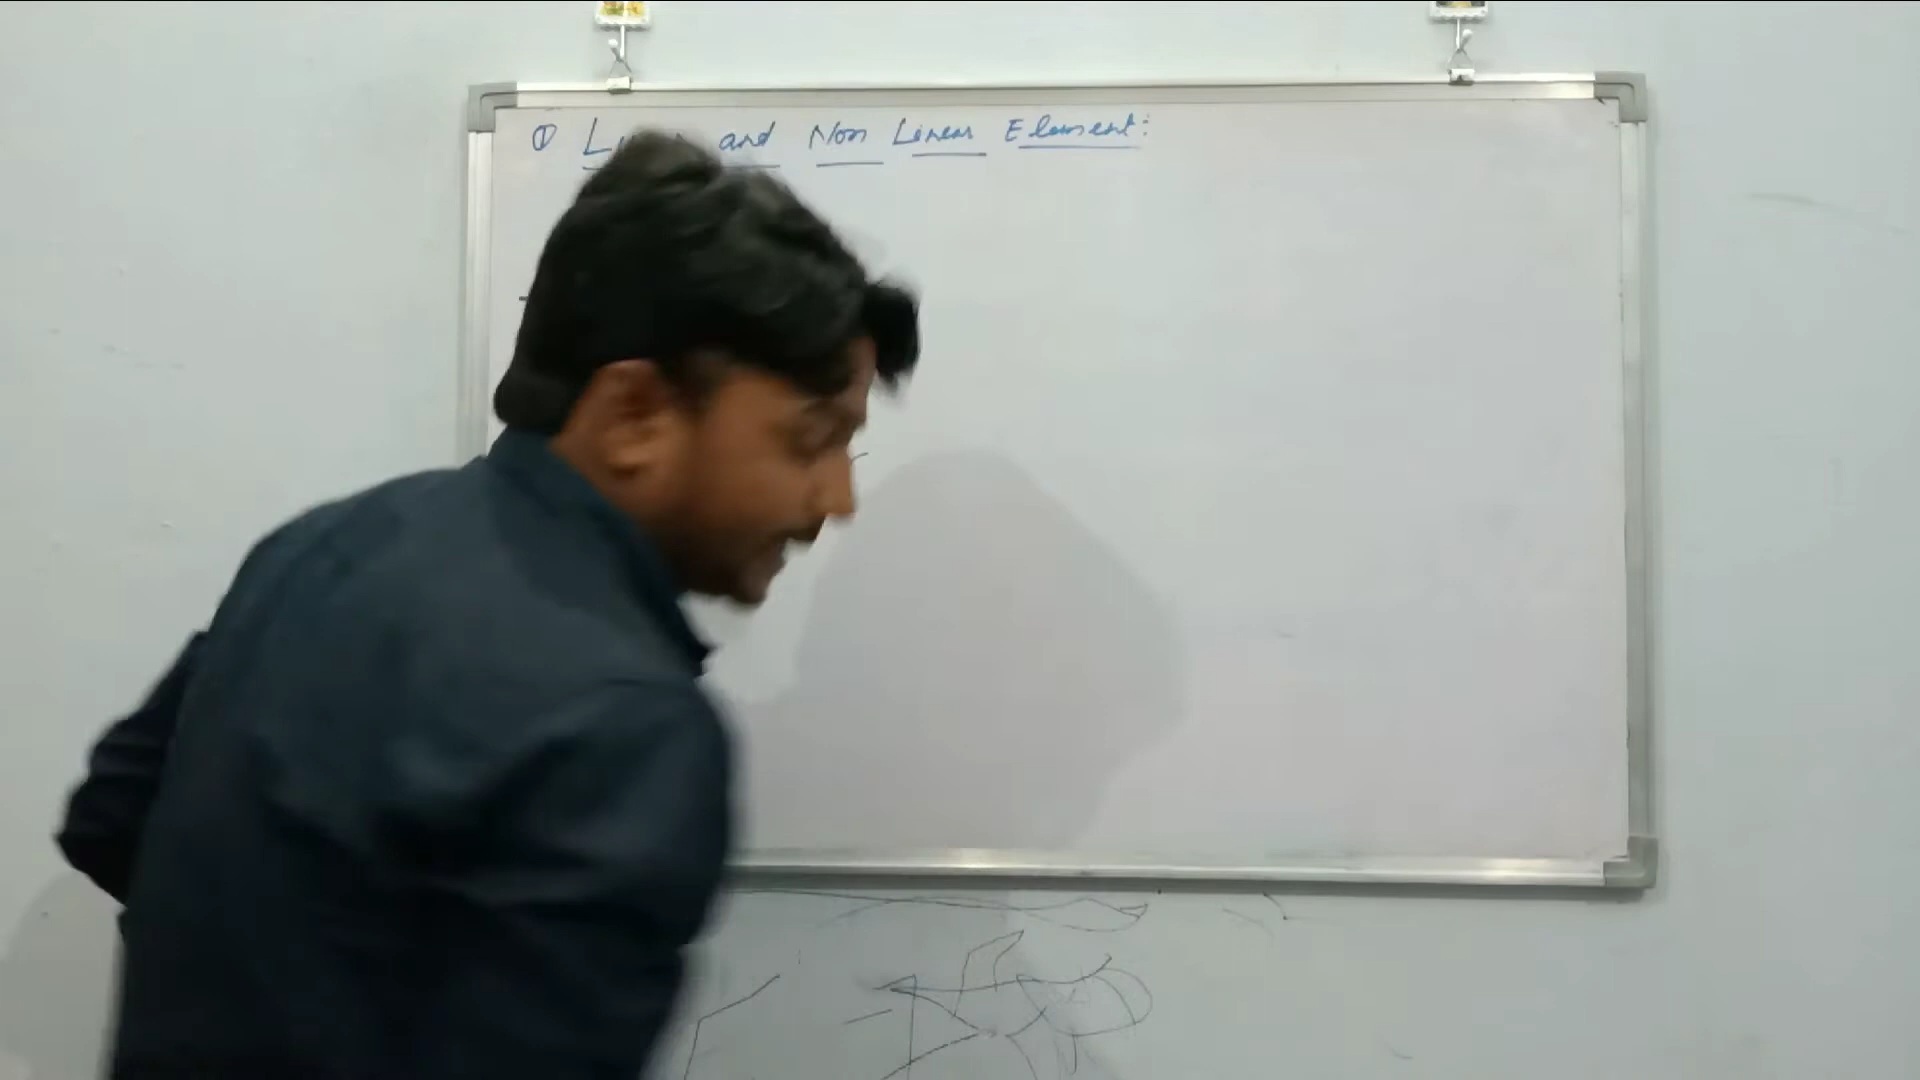 ① and Non Linear Element: